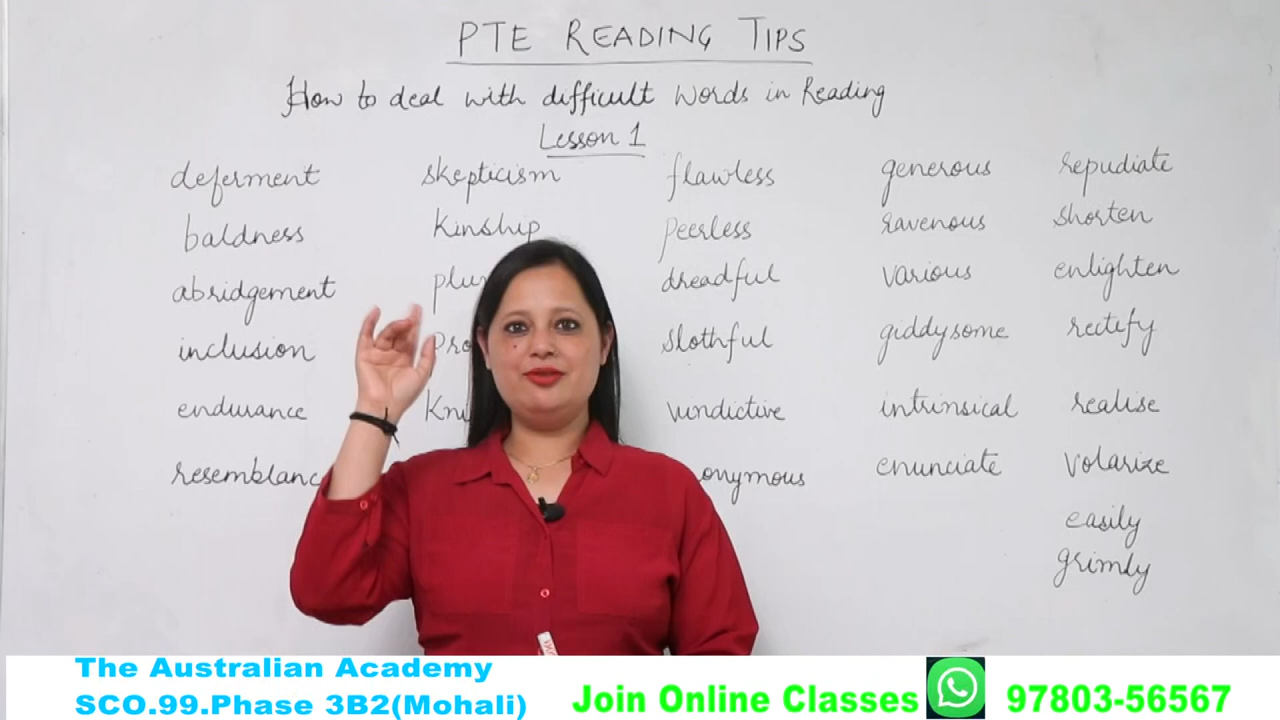 PTE READING TIPS
How to deal with difficult words in Reading
Lesson 1
deferment skepticism flawless generous repudiate
baldness kinship peerless ravenous shorten
abridgement dreadful various enlighten
inclusion slothful giddysome rectify
endurance vindictive intrinsical realise
enunciate volarize
easily
grimly
The Australian Academy
SCO.99.Phase 3B2(Mohali)
Join Online Classes 97803-56567